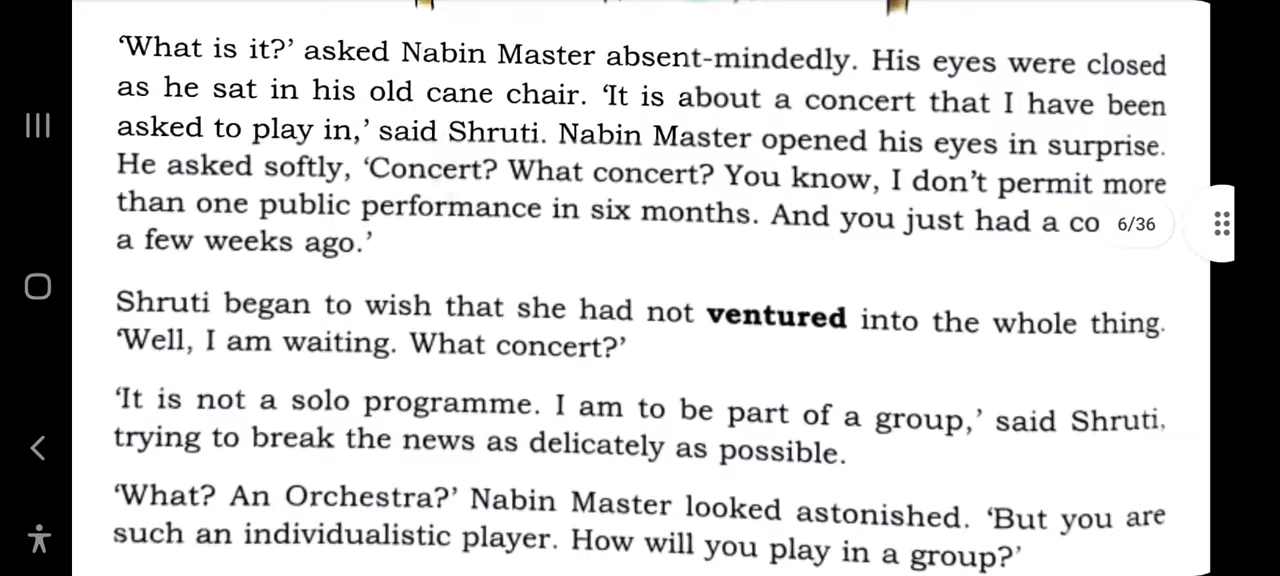 ‘What is it?’ asked Nabin Master absent-mindedly. His eyes were closed
as he sat in his old cane chair. ‘It is about a concert that I have been
asked to play in,’ said Shruti. Nabin Master opened his eyes in surprise.
He asked softly, ‘Concert? What concert? You know, I don’t permit more
than one public performance in six months. And you just had a co
6/36
a few weeks ago.’
Shruti began to wish that she had not ventured into the whole thing.
‘Well, I am waiting. What concert?’
‘It is not a solo programme. I am to be part of a group,’ said Shruti,
trying to break the news as delicately as possible.
‘What? An Orchestra?’ Nabin Master looked astonished. ‘But you are
such an individualistic player. How will you play in a group?’